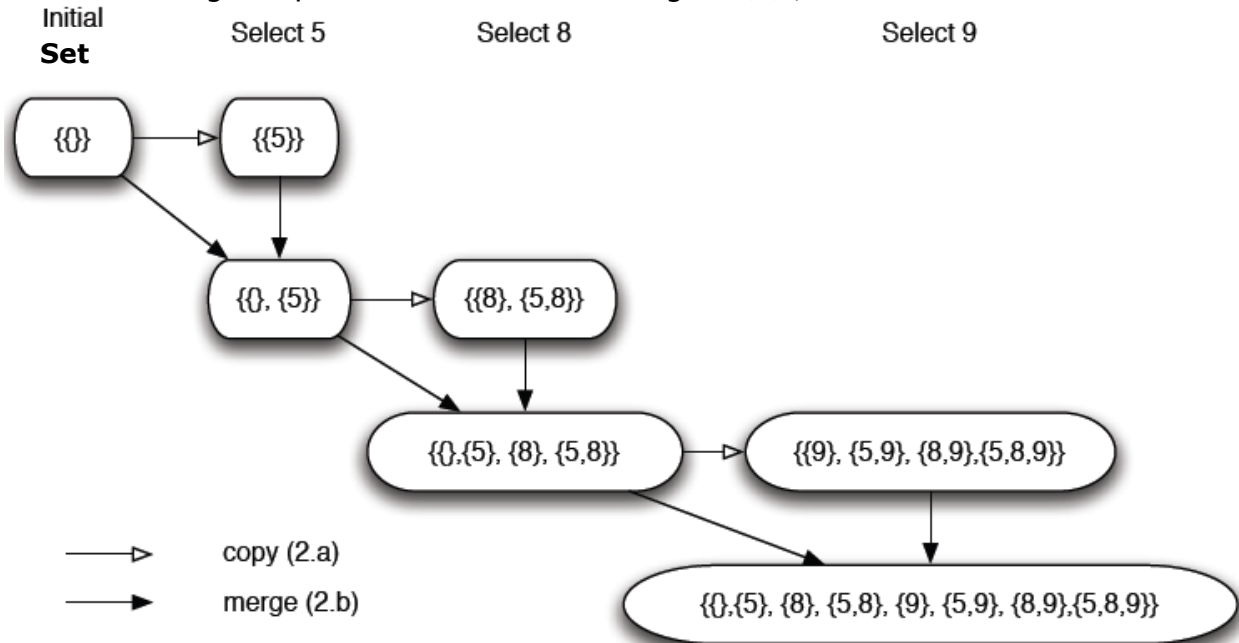 Initial
Set
Select 5
Select 8
Select 9
{{}}
{{5}}
{{}, {5}}
{{8}, {5,8}}
{{},{5}, {8}, {5,8}}
{{9}, {5,9}, {8,9},{5,8,9}}
{{},{5}, {8}, {5,8}, {9}, {5,9}, {8,9},{5,8,9}}
copy (2.a)
merge (2.b)